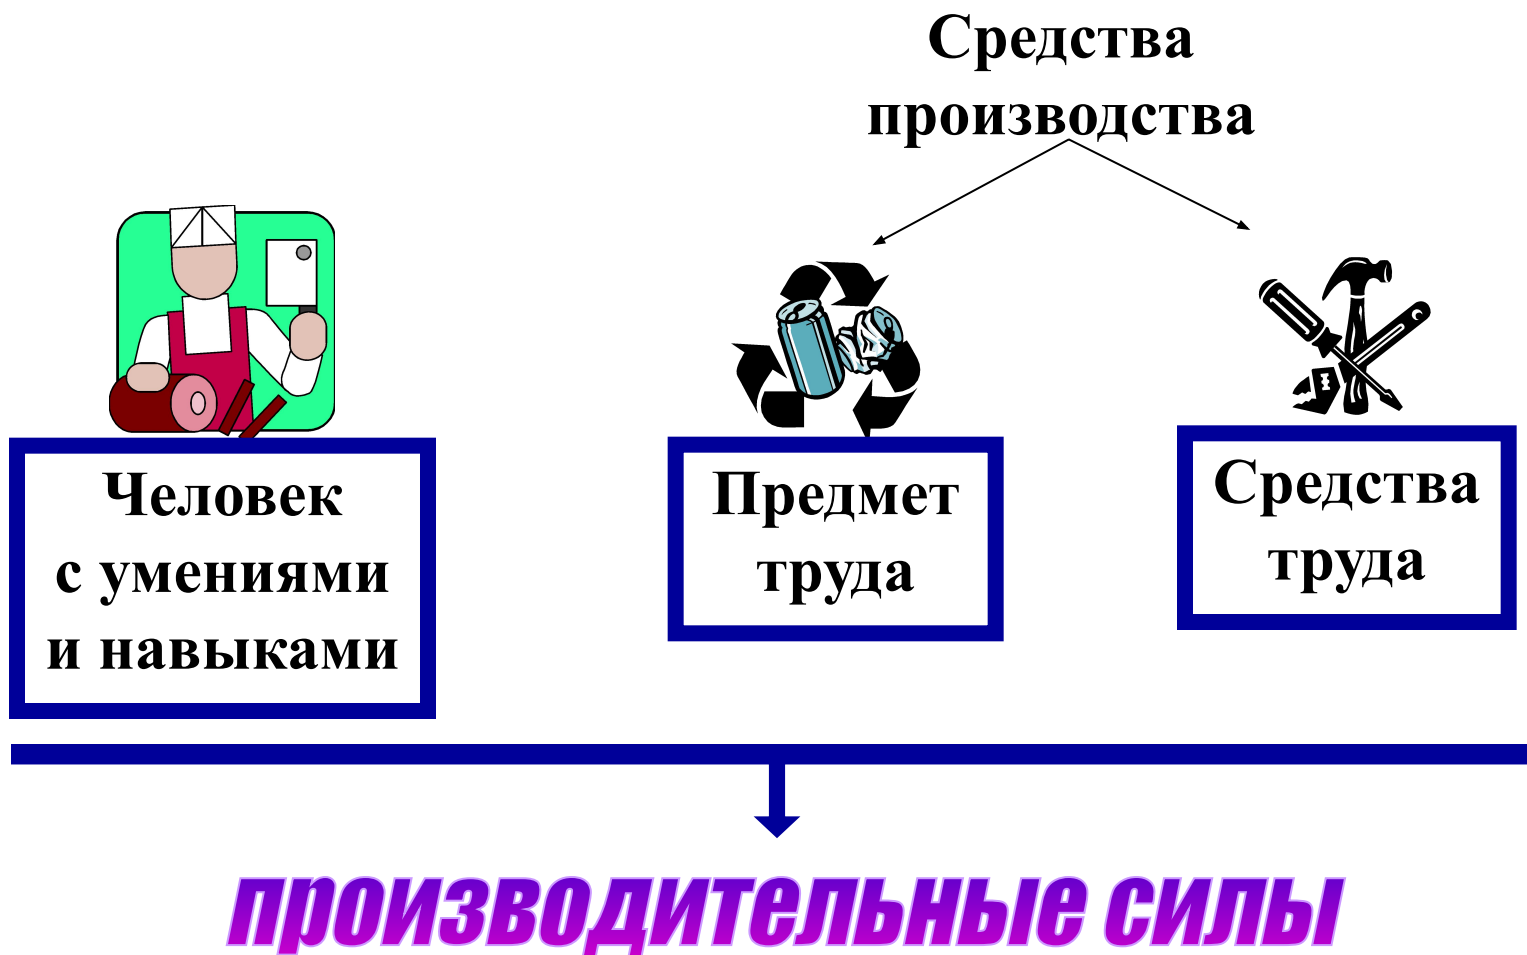 Средства
производства
Человек
с умениями
и навыками
Предмет
труда
Средства
труда
производительные силы